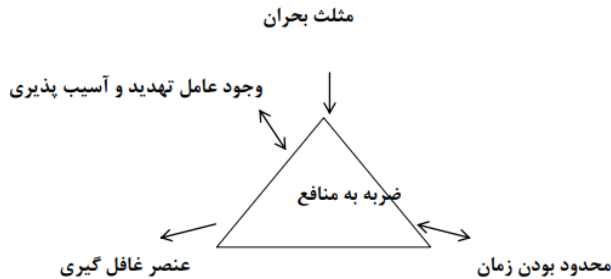 مثلث بحران
وجود عامل تهدید و آسیب پذیری
ضربه به منافع
محدود بودن زمان
عنصر غافل گیری